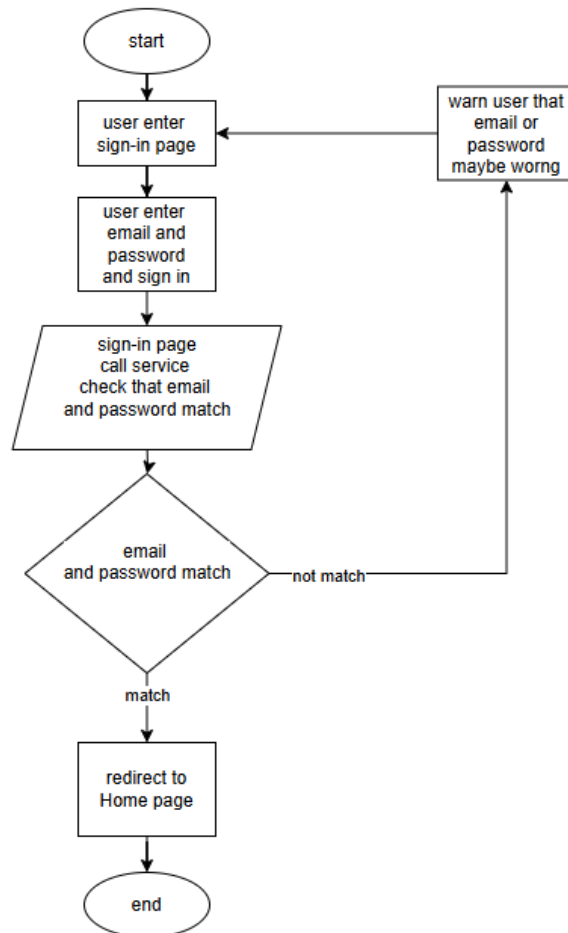 start
user enter
sign-in page
warn user that
email or
password
maybe worng
user enter
email and
password
and sign in
sign-in page
call service
check that email
and password match
email
and password match
not match
match
redirect to
Home page
end